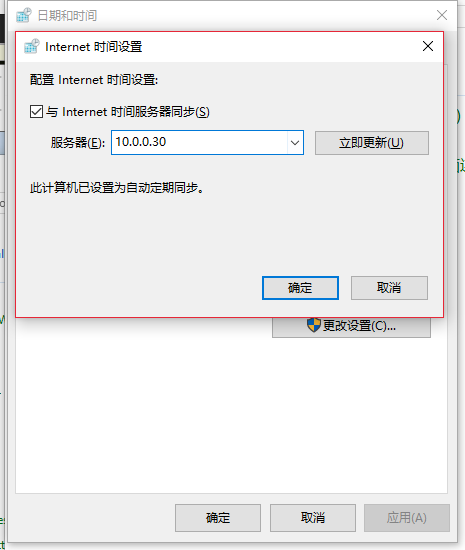 日期和时间
Internet 时间设置
配置 Internet 时间设置:
与 Internet 时间服务器同步(S)
服务器(E): 10.0.0.30 立即更新(U)
此计算机已设置为自动定期同步。
确定 取消
更改设置(C)...
确定 取消 应用(A)